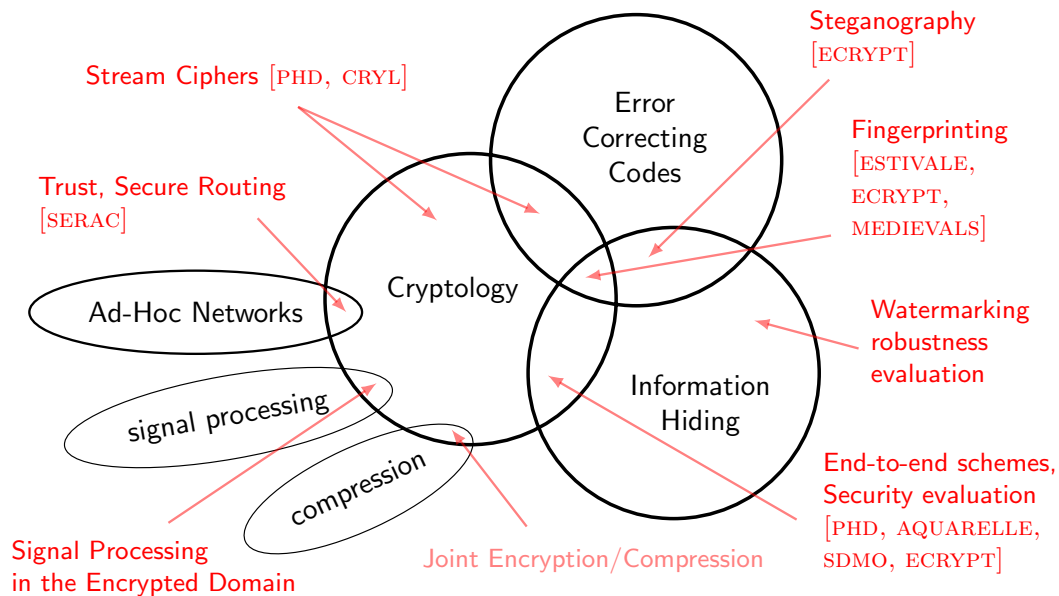 Steganography
[ECRYPT]
Stream Ciphers [PHD, CRYL]
Error
Correcting
Codes
Fingerprinting
[ESTIVALE,
ECRYPT,
MEDIEVALS]
Trust, Secure Routing
[SERAC]
Cryptology
Ad-Hoc Networks
Watermarking
robustness
evaluation
signal processing
Information
Hiding
compression
End-to-end schemes,
Security evaluation
[PHD, AQUARELLE,
SDMO, ECRYPT]
Signal Processing
in the Encrypted Domain
Joint Encryption/Compression